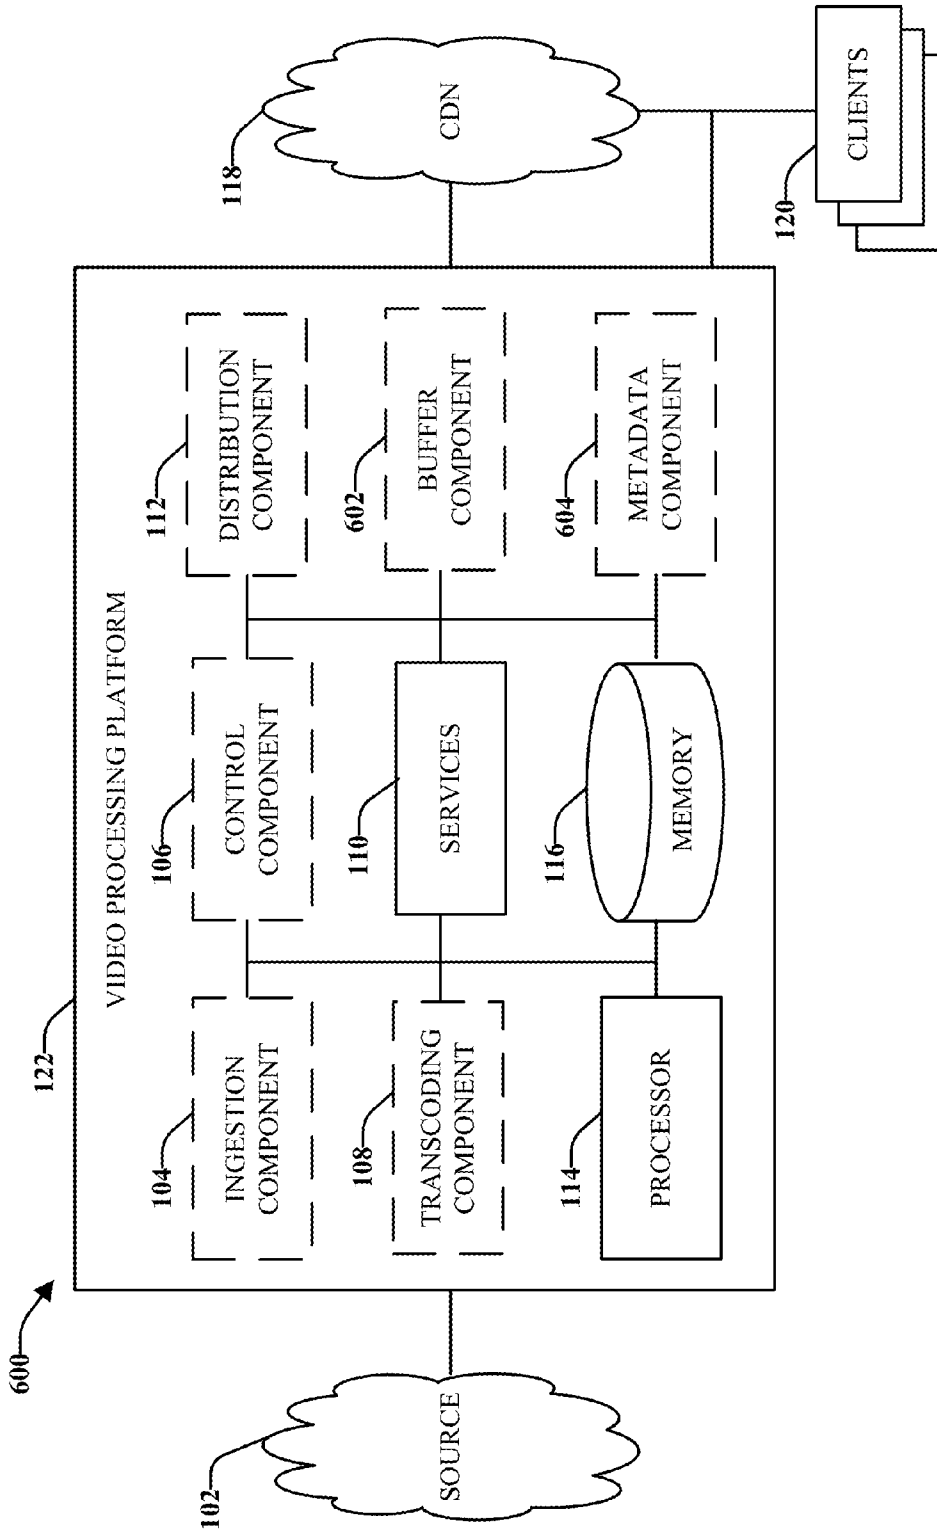 600
122
VIDEO PROCESSING PLATFORM
102
SOURCE
104
INGESTION
COMPONENT
106
CONTROL
COMPONENT
112
DISTRIBUTION
COMPONENT
118
CDN
108
TRANSCODING
COMPONENT
110
SERVICES
602
BUFFER
COMPONENT
114
PROCESSOR
116
MEMORY
604
METADATA
COMPONENT
120
CLIENTS